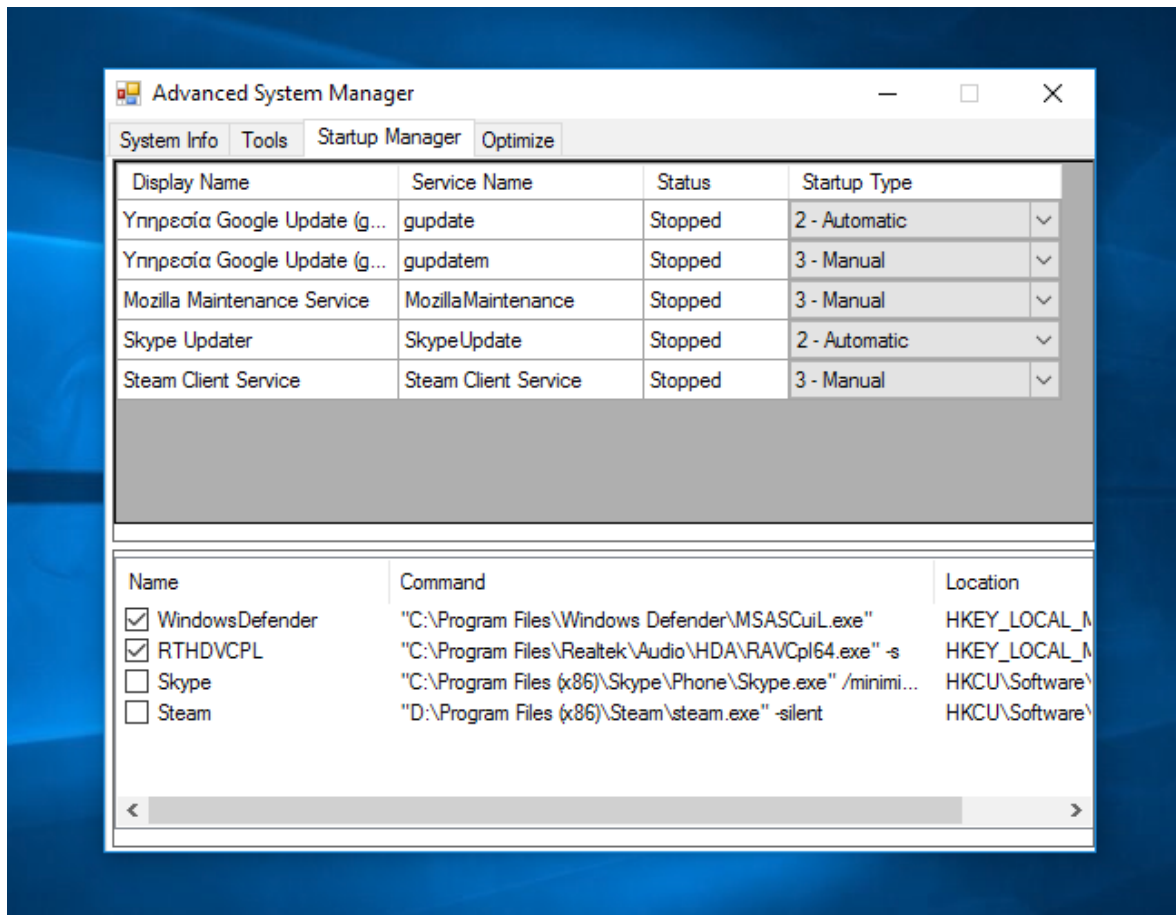 Advanced System Manager
System Info Tools Startup Manager Optimize
Display Name Service Name Status Startup Type
Υπηρεσία Google Update (g... gupdate Stopped 2 - Automatic
Υπηρεσία Google Update (g... gupdatem Stopped 3 - Manual
Mozilla Maintenance Service MozillaMaintenance Stopped 3 - Manual
Skype Updater SkypeUpdate Stopped 2 - Automatic
Steam Client Service Steam Client Service Stopped 3 - Manual
Name Command Location
WindowsDefender "C:\Program Files\Windows Defender\MSASCuiL.exe" HKEY_LOCAL_M
RTHDVCPL "C:\Program Files\Realtek\Audio\HDA\RAVCpl64.exe" -s HKEY_LOCAL_M
Skype "C:\Program Files (x86)\Skype\Phone\Skype.exe" /minimi... HKCU\Software\
Steam "D:\Program Files (x86)\Steam\steam.exe" -silent HKCU\Software\